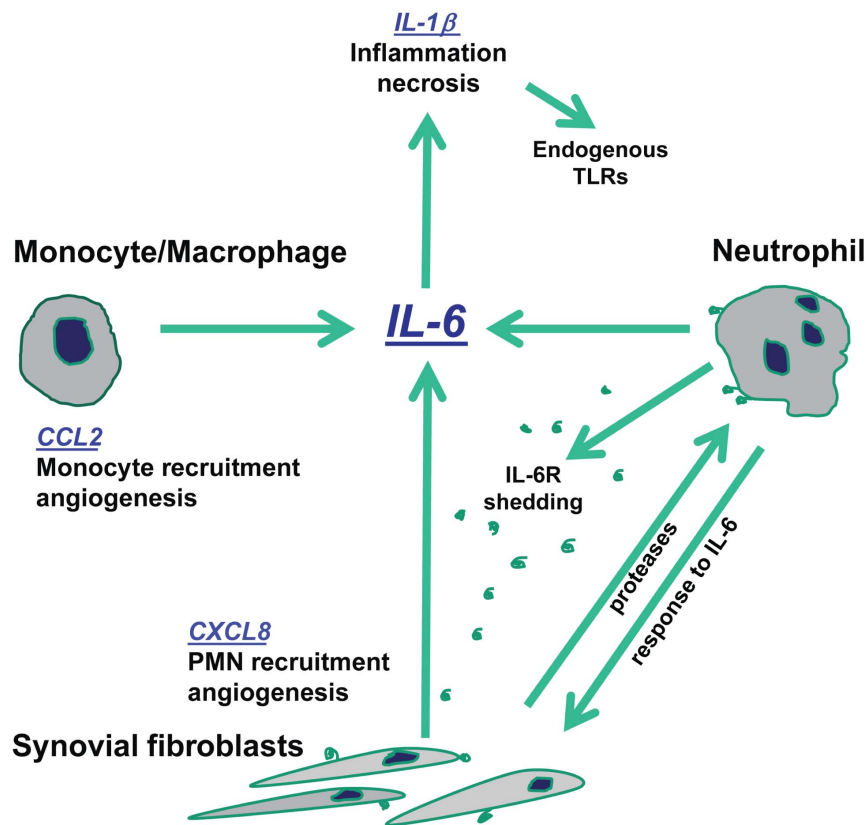 IL-1β
Inflammation
necrosis
Endogenous
TLRs
Monocyte/Macrophage
Neutrophil
IL-6
CCL2
Monocyte recruitment
angiogenesis
IL-6R
shedding
proteases
response to IL-6
CXCL8
PMN recruitment
angiogenesis
Synovial fibroblasts